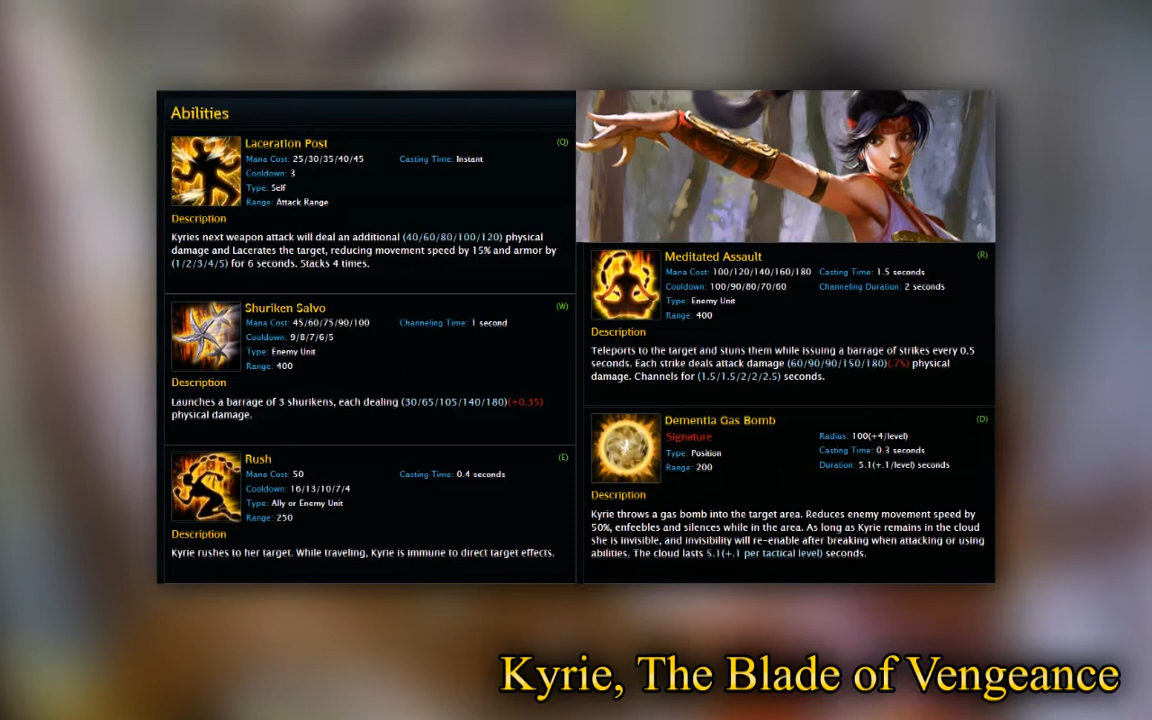 Abilities
Laceration Post (Q)
Mana Cost: 25/30/35/40/45 Casting Time: Instant
Cooldown: 3
Type: Self
Range: Attack Range
Description
Kyries next weapon attack will deal an additional (40/60/80/100/120) physical
damage and Lacerates the target, reducing movement speed by 15% and armor by
(1/2/3/4/5) for 6 seconds. Stacks 4 times.
Shuriken Salvo (W)
Mana Cost: 45/60/75/90/100 Channeling Time: 1 second
Cooldown: 9/8/7/6/5
Type: Enemy Unit
Range: 400
Description
Launches a barrage of 3 shurikens, each dealing (30/65/105/140/180)(+0.35)
physical damage.
Rush (E)
Mana Cost: 50 Casting Time: 0.4 seconds
Cooldown: 16/13/10/7/4
Type: Ally or Enemy Unit
Range: 250
Description
Kyrie rushes to her target. While traveling, Kyrie is immune to direct target effects.
Meditated Assault (R)
Mana Cost: 100/120/140/160/180 Casting Time: 1.5 seconds
Cooldown: 100/90/80/70/60 Channeling Duration: 2 seconds
Type: Enemy Unit
Range: 400
Description
Teleports to the target and stuns them while issuing a barrage of strikes every 0.5
seconds. Each strike deals attack damage (60/90/90/150/180)(.75) physical
damage. Channels for (1.5/1.5/2/2/2.5) seconds.
Dementia Gas Bomb (D)
Signature Radius: 100(+4/level)
Type: Position Casting Time: 0.3 seconds
Range: 200 Duration: 5.1(+.1/level) seconds
Description
Kyrie throws a gas bomb into the target area. Reduces enemy movement speed by
50%, enfeebles and silences while in the area. As long as Kyrie remains in the cloud
she is invisible, and invisibility will re-enable after breaking when attacking or using
abilities. The cloud lasts 5.1(+.1 per tactical level) seconds.
Kyrie, The Blade of Vengeance